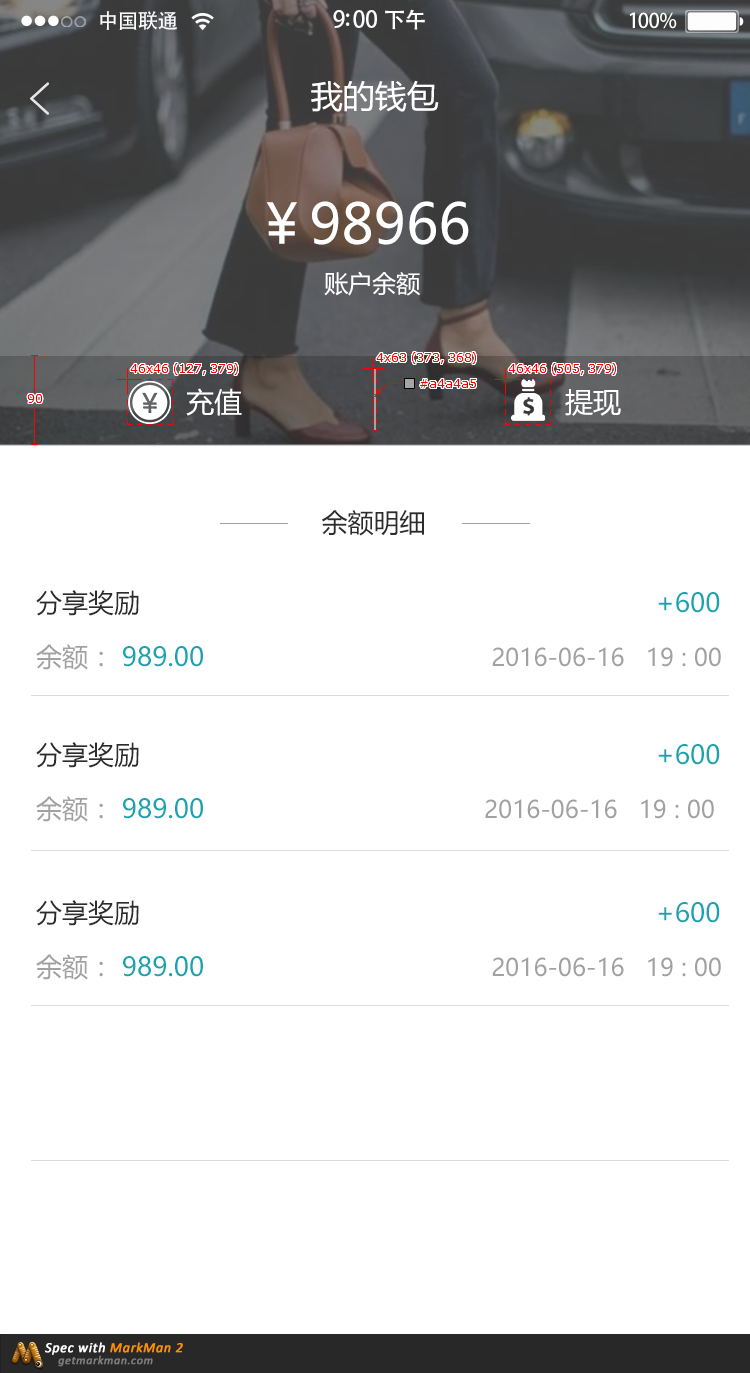 中国联通 9:00 下午 100%
我的钱包
¥98966
账户余额
46x46 (127, 379) 4x63 (373, 368) 46x46 (505, 379)
#a4a4a5
90
¥ 充值 $ 提现
余额明细
分享奖励 +600
余额： 989.00 2016-06-16 19 : 00
分享奖励 +600
余额： 989.00 2016-06-16 19 : 00
分享奖励 +600
余额： 989.00 2016-06-16 19 : 00
Spec with MarkMan 2
getmarkman.com